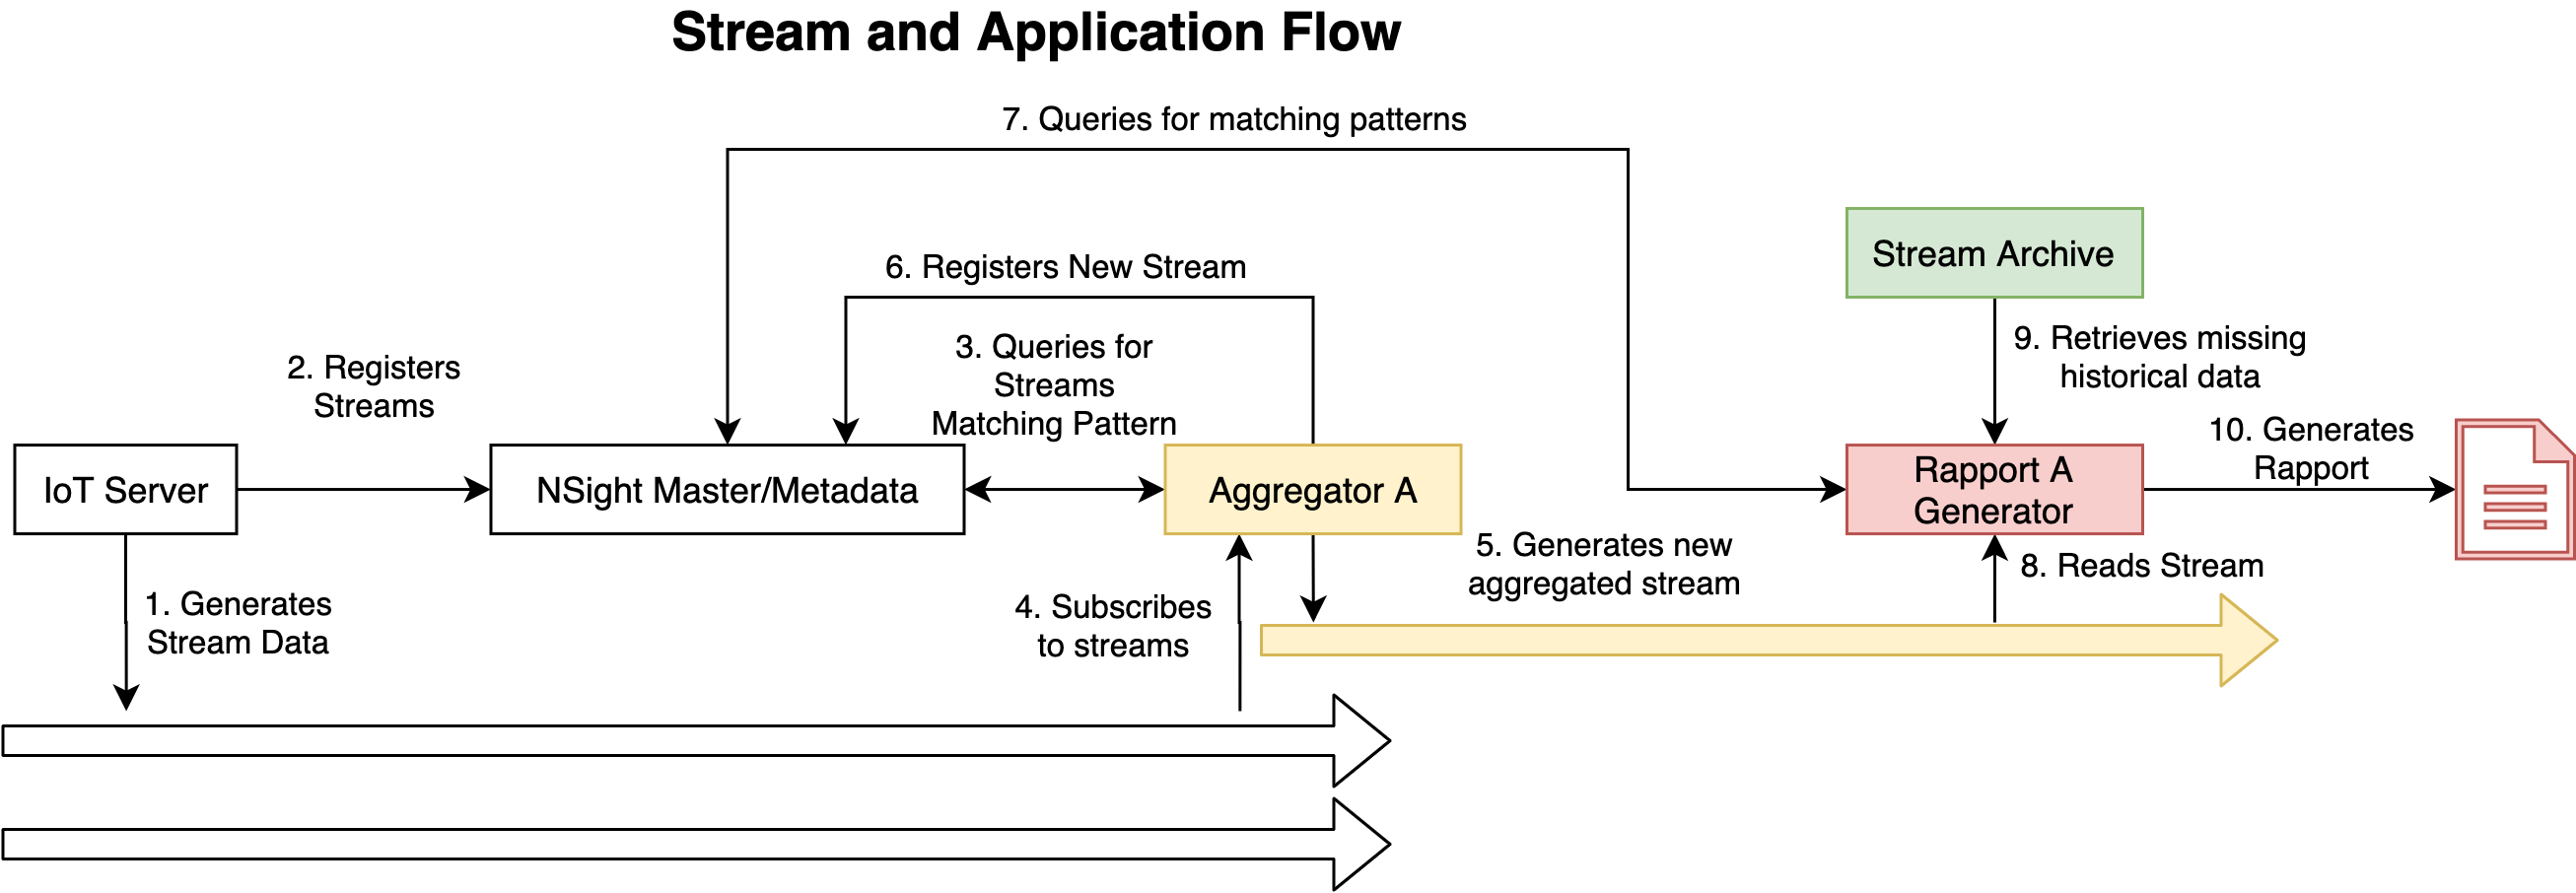 Stream and Application Flow
7. Queries for matching patterns
6. Registers New Stream
Stream Archive
3. Queries for
Streams
Matching Pattern
2. Registers
Streams
9. Retrieves missing
historical data
10. Generates
Rapport
IoT Server
NSight Master/Metadata
Aggregator A
Rapport A
Generator
5. Generates new
aggregated stream
8. Reads Stream
1. Generates
Stream Data
4. Subscribes
to streams